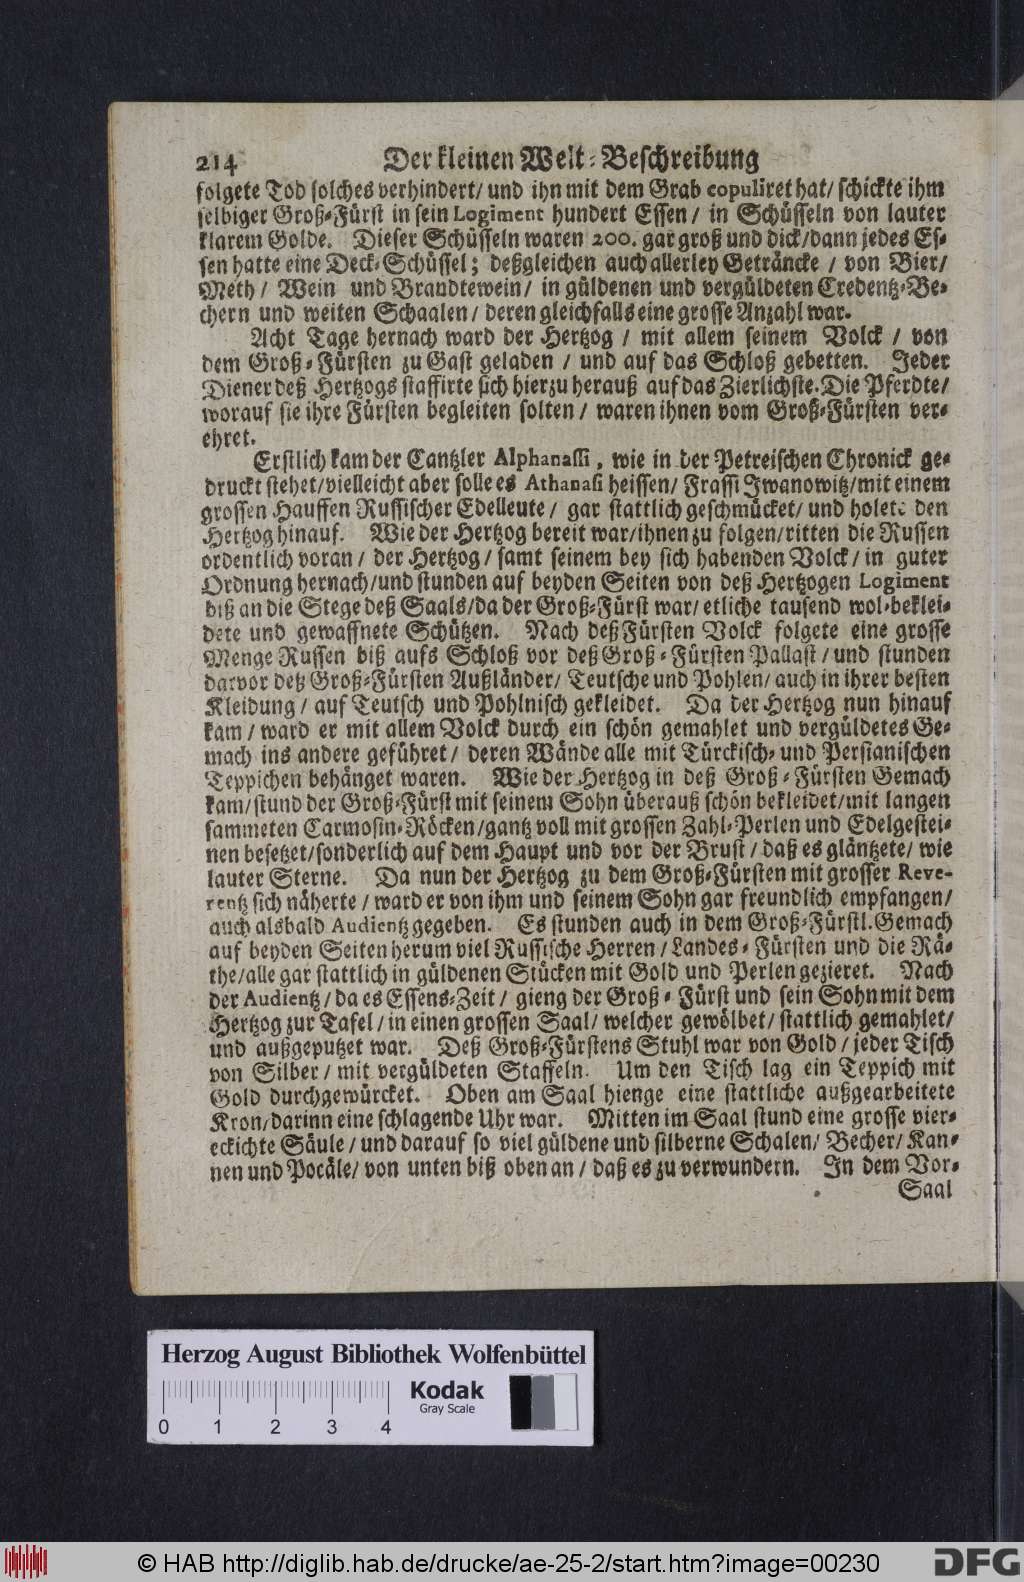 214 Der kleinen Welt-Beschreibung
folgete Tod solches verhindert/ und ihn mit dem Grab copuliret hat/ schickte ihm
selbiger Groß-Fürst in sein Logiment hundert Essen/ in Schüsseln von lauter
klarem Golde. Dieser Schüsseln waren 200. gar groß und dick/ dann jedes Es-
sen hatte eine Deck-Schüssel; deßgleichen auch allerley Geträncke / von Bier/
Meth/ Wein und Brandtewein/ in güldenen und vergüldeten Credentz-Be-
chern und weiten Schaalen/ deren gleichfalls eine grosse Anzahl war.
Acht Tage hernach ward der Hertzog / mit allem seinem Volck / von
dem Groß-Fürsten zu Gast geladen / und auf das Schloß gebetten. Jeder
Diener deß Hertzogs staffirte sich hierzu herauß auf das Zierlichste. Die Pferdte/
worauf sie ihre Fürsten begleiten solten/ waren ihnen vom Groß-Fürsten ver-
ehret.
Erstlich kam der Cantzler Alphanassi, wie in der Petreischen Chronick ge-
druckt stehet/ vielleicht aber solle es Athanasi heissen/ Frassi Jwanowitz/ mit einem
grossen Hauffen Russischer Edelleute/ gar stattlich geschmücket/ und holete den
Hertzog hinauf. Wie der Hertzog bereit war/ ihnen zu folgen/ ritten die Russen
ordentlich voran / der Hertzog / samt seinem bey sich habenden Volck/ in guter
Ordnung hernach/ und stunden auf beyden Seiten von deß Hertzogen Logiment
biß an die Stege deß Saals/ da der Groß-Fürst war/ etliche tausend wol-beklei-
dete und gewaffnete Schützen. Nach deß Fürsten Volck folgete eine grosse
Menge Russen biß aufs Schloß vor deß Groß-Fürsten Pallast/ und stunden
darvor deß Groß-Fürsten Außländer/ Teutsche und Pohlen/ auch in ihrer besten
Kleidung/ auf Teutsch und Pohlnisch gekleidet. Da der Hertzog nun hinauf
kam/ ward er mit allem Volck durch ein schön gemahlet und vergüldetes Ge-
mach ins andere geführet/ deren Wände alle mit Türckisch- und Persianischen
Teppichen behänget waren. Wie der Hertzog in deß Groß-Fürsten Gemach
kam/ stund der Groß-Fürst mit seinem Sohn überauß schön bekleidet/ mit langen
sammeten Carmosin-Röcken/ gantz voll mit grossen Zahl-Perlen und Edelgestei-
nen besetzet/ sonderlich auf dem Haupt und vor der Brust/ daß es gläntzete/ wie
lauter Sterne. Da nun der Hertzog zu dem Groß-Fürsten mit grosser Reve-
rentz sich näherte/ ward er von ihm und seinem Sohn gar freundlich empfangen/
auch alsbald Audientz gegeben. Es stunden auch in dem Groß-Fürstl. Gemach
auf beyden Seiten herum viel Russische Herren/ Landes-Fürsten und die Rä-
the/ alle gar stattlich in güldenen Stücken mit Gold und Perlen gezieret. Nach
der Audientz/ da es Essens-Zeit/ gieng der Groß-Fürst und sein Sohn mit dem
Hertzog zur Tafel/ in einen grossen Saal/ welcher gewölbet/ stattlich gemahlet/
und außgeputzet war. Deß Groß-Fürstens Stuhl war von Gold/ jeder Tisch
von Silber/ mit vergüldeten Staffeln. Um den Tisch lag ein Teppich mit
Gold durchgewürcket. Oben am Saal hienge eine stattliche außgearbeitete
Kron/ darinn eine schlagende Uhr war. Mitten im Saal stund eine grosse vier-
eckichte Säule/ und darauf so viel güldene und silberne Schalen/ Becher/ Kan-
nen und Pocäle/ von unten biß oben an/ daß es zu verwundern. In dem Vor-
Saal
Herzog August Bibliothek Wolfenbüttel
Kodak
Gray Scale
0 1 2 3 4
© HAB http://diglib.hab.de/drucke/ae-25-2/start.htm?image=00230
DFG